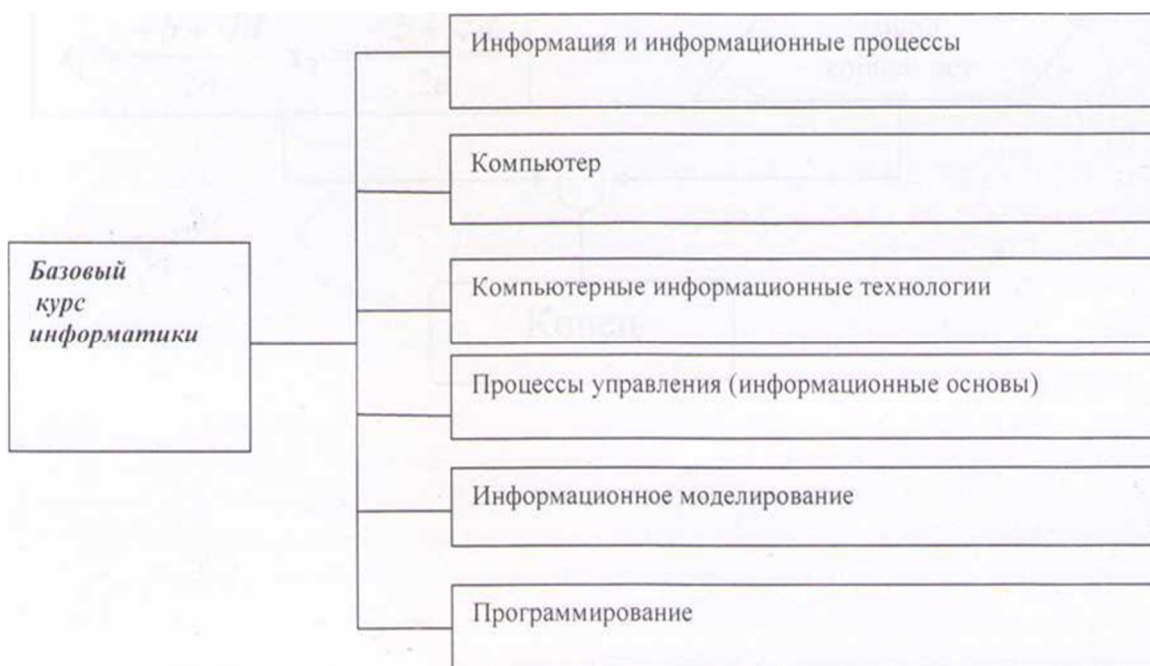 Информация и информационные процессы
Компьютер
Базовый
курс
информатики
Компьютерные информационные технологии
Конец
Процессы управления (информационные основы)
Информационное моделирование
Программирование